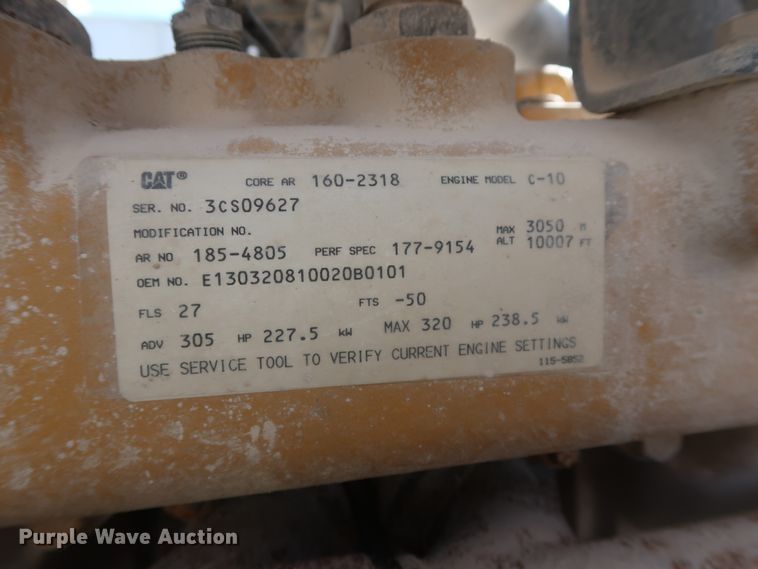 CAT® CORE AR 160-2318 ENGINE MODEL C-10
SER. NO. 3CS09627
MODIFICATION NO.
AR NO 185-4805 PERF SPEC 177-9154 MAX ALT 3050 M 10007 FT
OEM NO. E130320810020B0101
FLS 27 FTS -50
ADV 305 HP 227.5 kW MAX 320 HP 238.5 kW
USE SERVICE TOOL TO VERIFY CURRENT ENGINE SETTINGS
115-5852
Purple Wave Auction